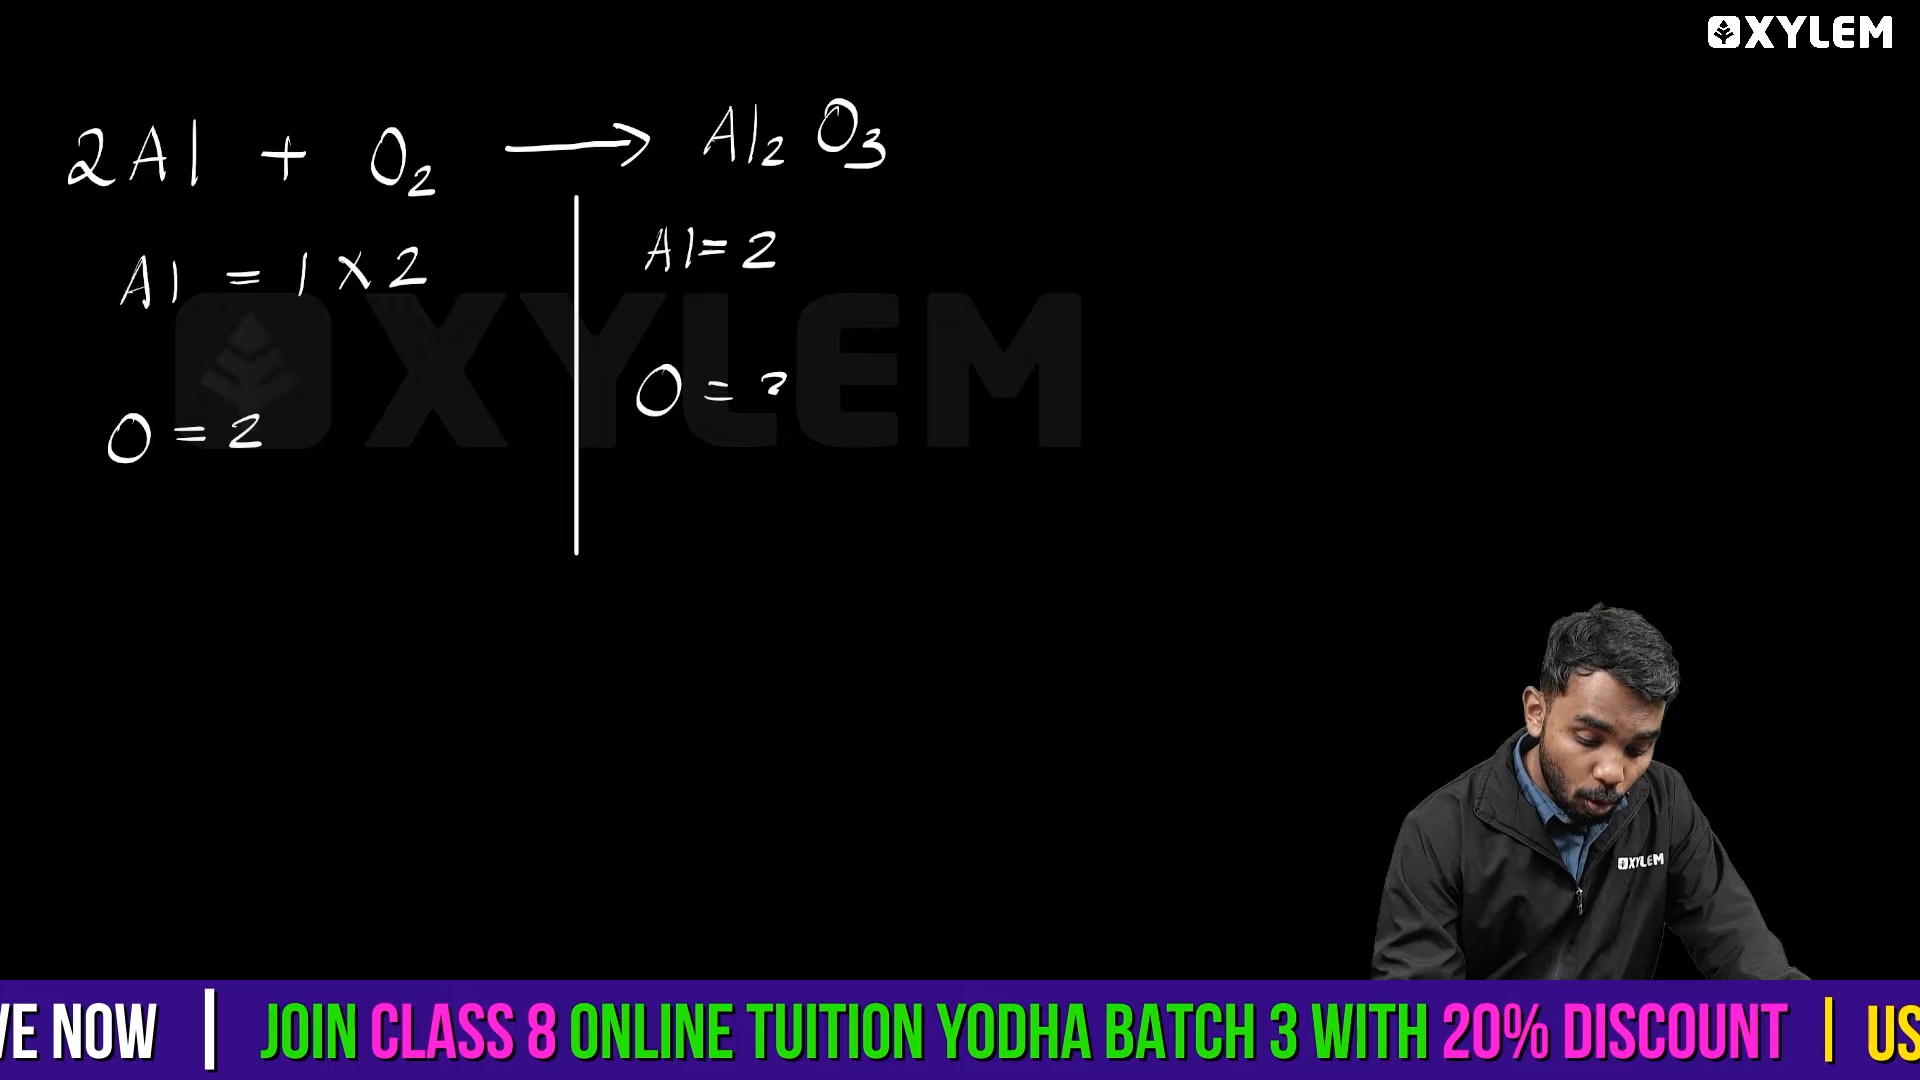 XYLEM
2Al + O₂ ⟶ Al₂O₃
Al = 1 × 2
Al = 2
O = 2
O =
XYLEM
XYLEM
VE NOW | JOIN CLASS 8 ONLINE TUITION YODHA BATCH 3 WITH 20% DISCOUNT | US